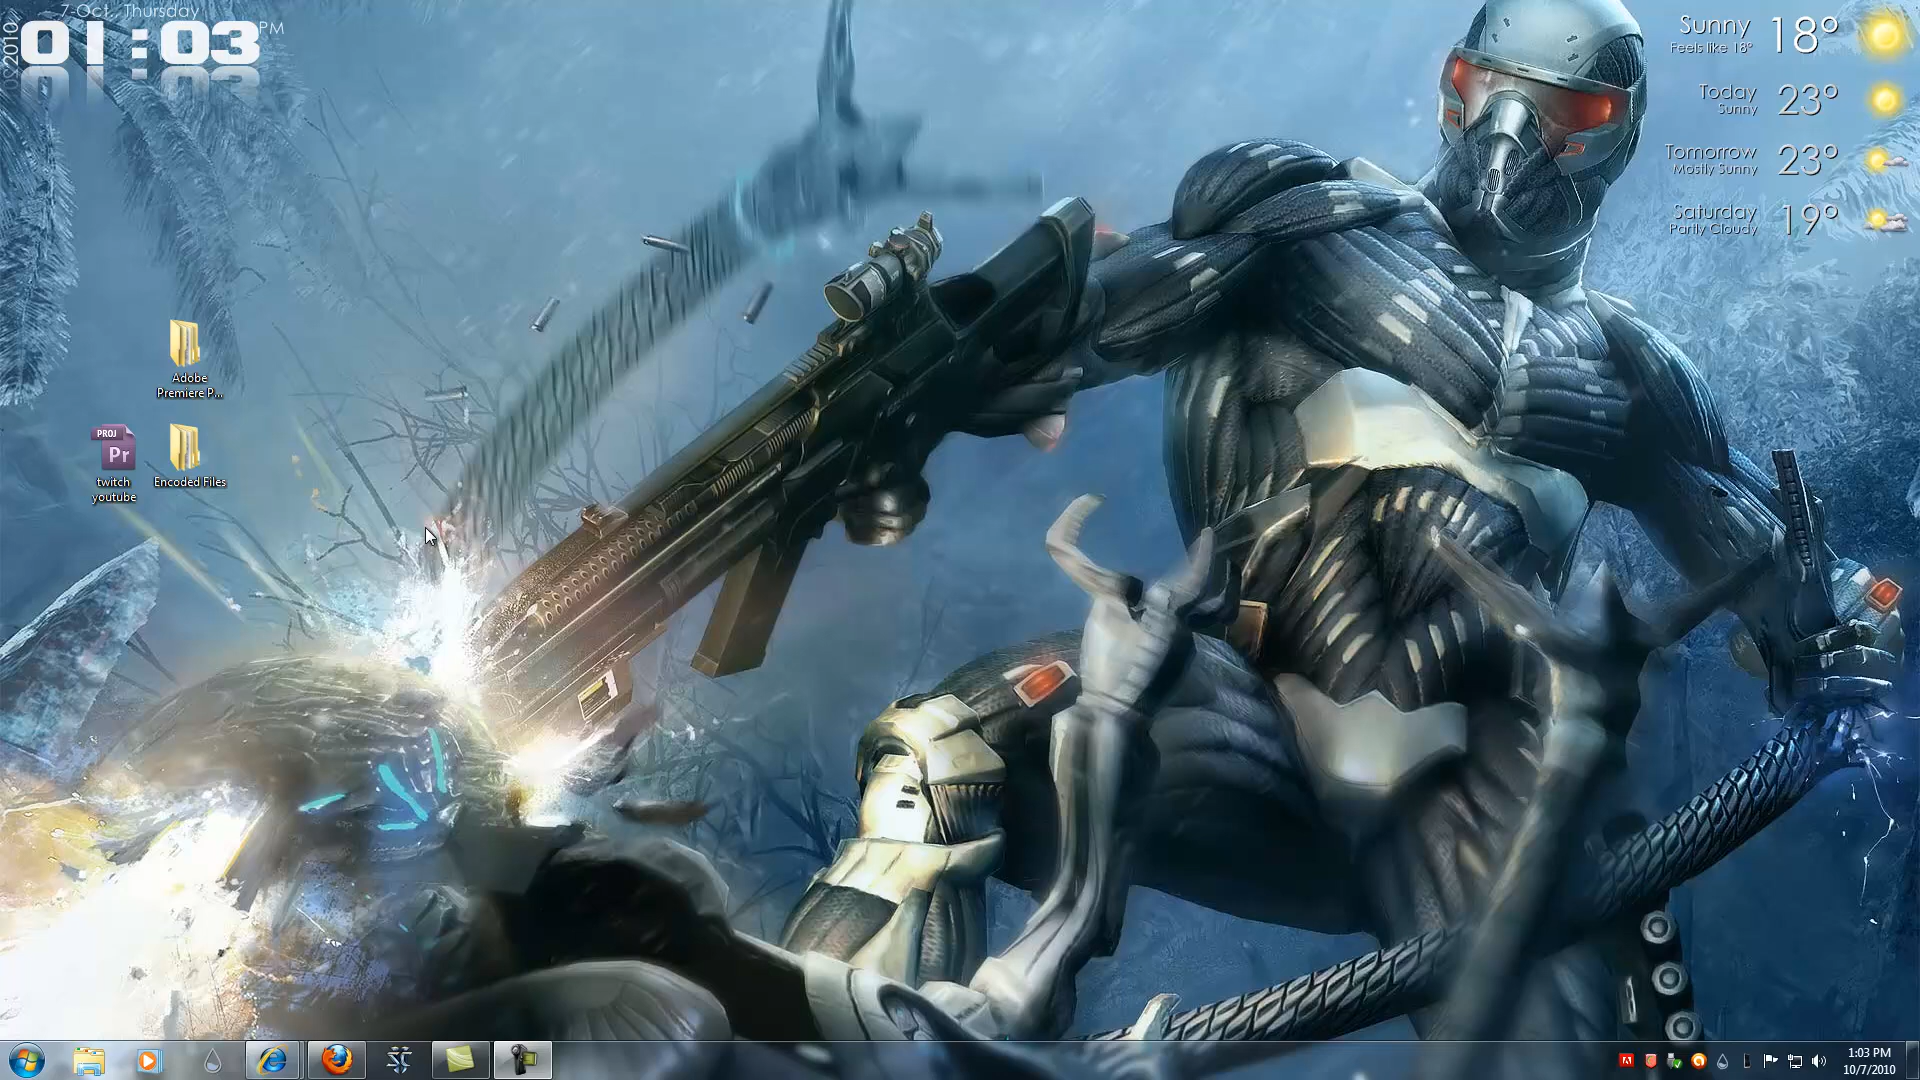 7-Oct, Thursday
2010
01:03 PM
Sunny 18°
Feels like 18°
Today 23°
Sunny
Tomorrow 23°
Mostly Sunny
Saturday 19°
Partly Cloudy
Adobe
Premiere P...
PROJ
Pr
twitch
youtube
Encoded Files
1:03 PM
10/7/2010